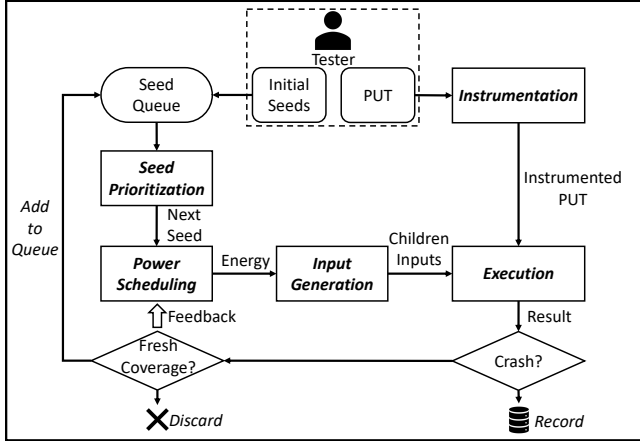 Tester
Seed
Queue
Initial
Seeds
PUT
Instrumentation
Seed
Prioritization
Instrumented
PUT
Add
to
Queue
Next
Seed
Power
Scheduling
Energy
Input
Generation
Children
Inputs
Execution
Feedback
Result
Fresh
Coverage?
Crash?
Discard
Record